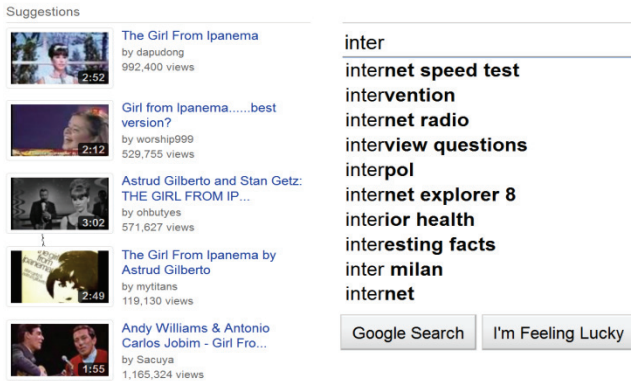 Suggestions
The Girl From Ipanema
by dapudong
992,400 views
2:52
Girl from Ipanema......best
version?
by worship999
529,755 views
2:12
Astrud Gilberto and Stan Getz:
THE GIRL FROM IP...
by ohbutyes
571,627 views
3:02
The Girl From Ipanema by
Astrud Gilberto
by mytitans
119,130 views
2:49
Andy Williams & Antonio
Carlos Jobim - Girl Fro...
by Sacuya
1,165,324 views
1:55
inter
internet speed test
intervention
internet radio
interview questions
interpol
internet explorer 8
interior health
interesting facts
inter milan
internet
Google Search
I'm Feeling Lucky